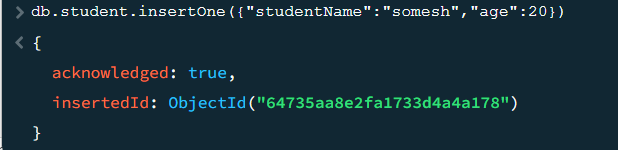 > db.student.insertOne({"studentName":"somesh","age":20})
< {
acknowledged: true,
insertedId: ObjectId("64735aa8e2fa1733d4a4a178")
}